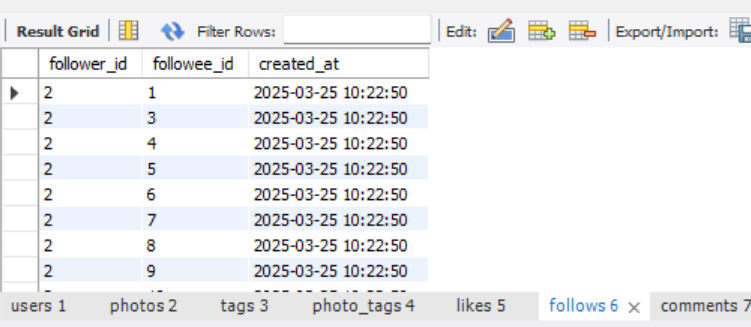 Result Grid Filter Rows: Edit: Export/Import:
follower_id followee_id created_at
2 1 2025-03-25 10:22:50
2 3 2025-03-25 10:22:50
2 4 2025-03-25 10:22:50
2 5 2025-03-25 10:22:50
2 6 2025-03-25 10:22:50
2 7 2025-03-25 10:22:50
2 8 2025-03-25 10:22:50
2 9 2025-03-25 10:22:50
users 1 photos 2 tags 3 photo_tags 4 likes 5 follows 6 comments 7